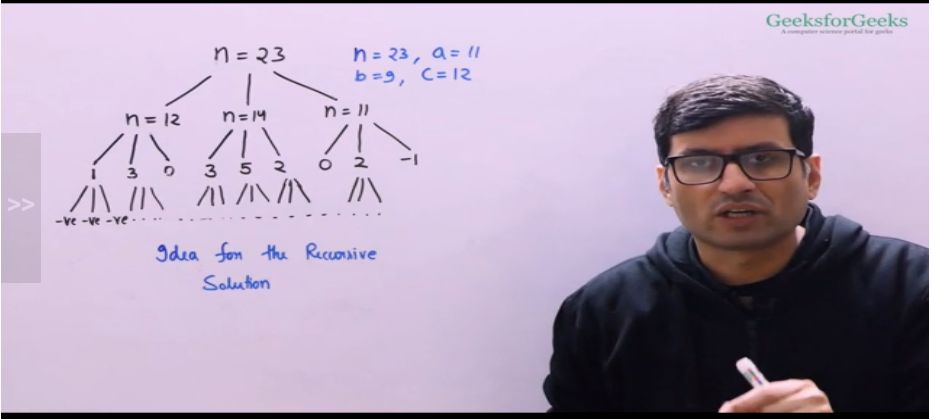 GeeksforGeeks
A computer science portal for geeks
n = 23
n = 23, a = 11
b = 9, c = 12
n = 12 n = 14 n = 11
1 3 0 3 5 2 0 2 -1
-ve -ve -ve
Idea for the Recursive
Solution
>>